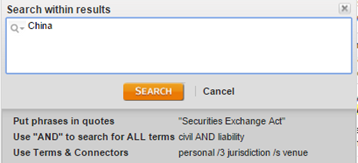 Search within results
China
SEARCH Cancel
Put phrases in quotes "Securities Exchange Act"
Use "AND" to search for ALL terms civil AND liability
Use Terms & Connectors personal /3 jurisdiction /s venue